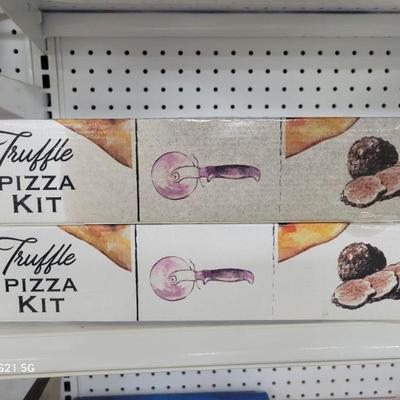 Truffle
PIZZA
KIT
Truffle
PIZZA
KIT
S21 5G